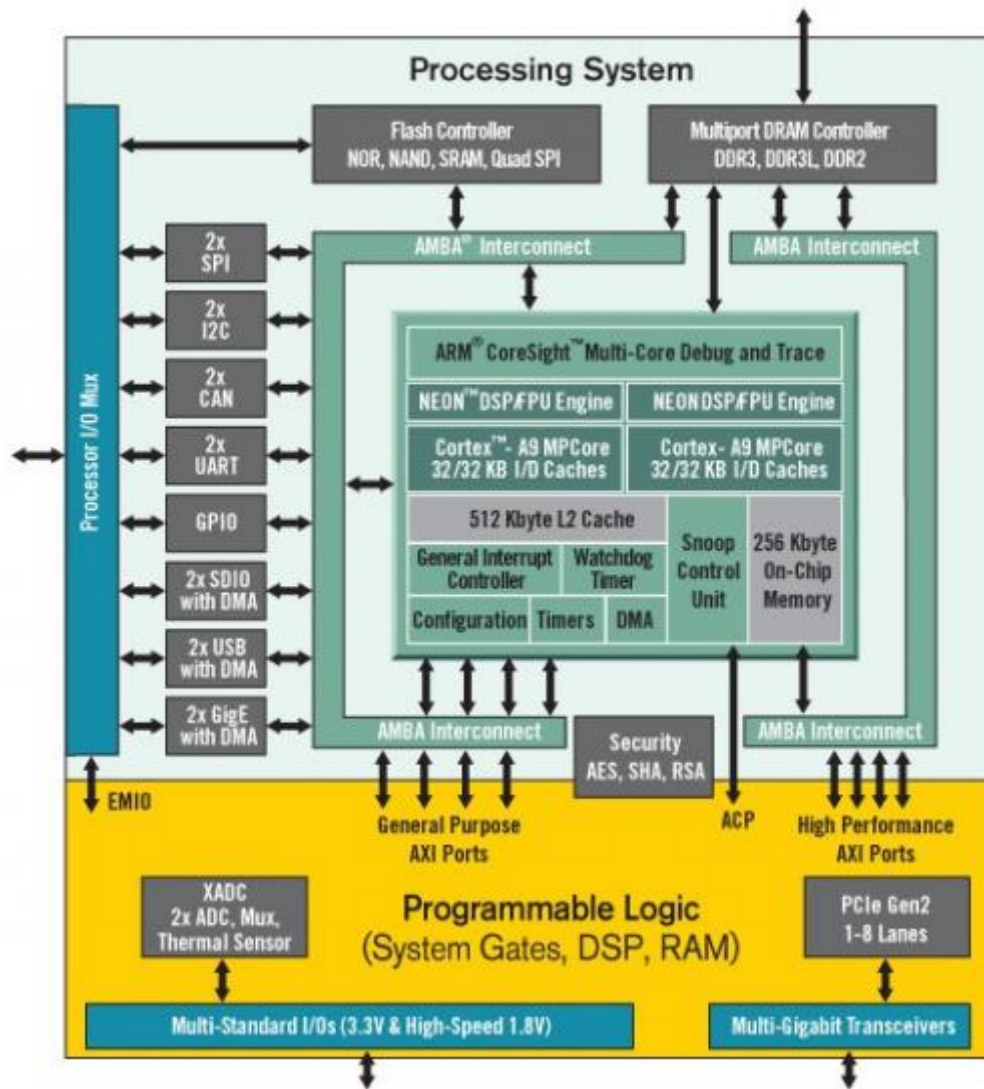 Processing System
Flash Controller
NOR, NAND, SRAM, Quad SPI
Multiport DRAM Controller
DDR3, DDR3L, DDR2
Processor I/O Mux
2x
SPI
2x
I2C
2x
CAN
2x
UART
GPIO
2x SDIO
with DMA
2x USB
with DMA
2x GigE
with DMA
AMBA® Interconnect
AMBA Interconnect
ARM® CoreSight™ Multi-Core Debug and Trace
NEON™ DSP/FPU Engine
NEON DSP/FPU Engine
Cortex™- A9 MPCore
32/32 KB I/D Caches
Cortex- A9 MPCore
32/32 KB I/D Caches
512 Kbyte L2 Cache
General Interrupt
Controller
Watchdog
Timer
Configuration
Timers
DMA
Snoop
Control
Unit
256 Kbyte
On-Chip
Memory
AMBA Interconnect
AMBA Interconnect
Security
AES, SHA, RSA
EMIO
General Purpose
AXI Ports
ACP
High Performance
AXI Ports
XADC
2x ADC, Mux,
Thermal Sensor
Programmable Logic
(System Gates, DSP, RAM)
PCIe Gen2
1-8 Lanes
Multi-Standard I/Os (3.3V & High-Speed 1.8V)
Multi-Gigabit Transceivers